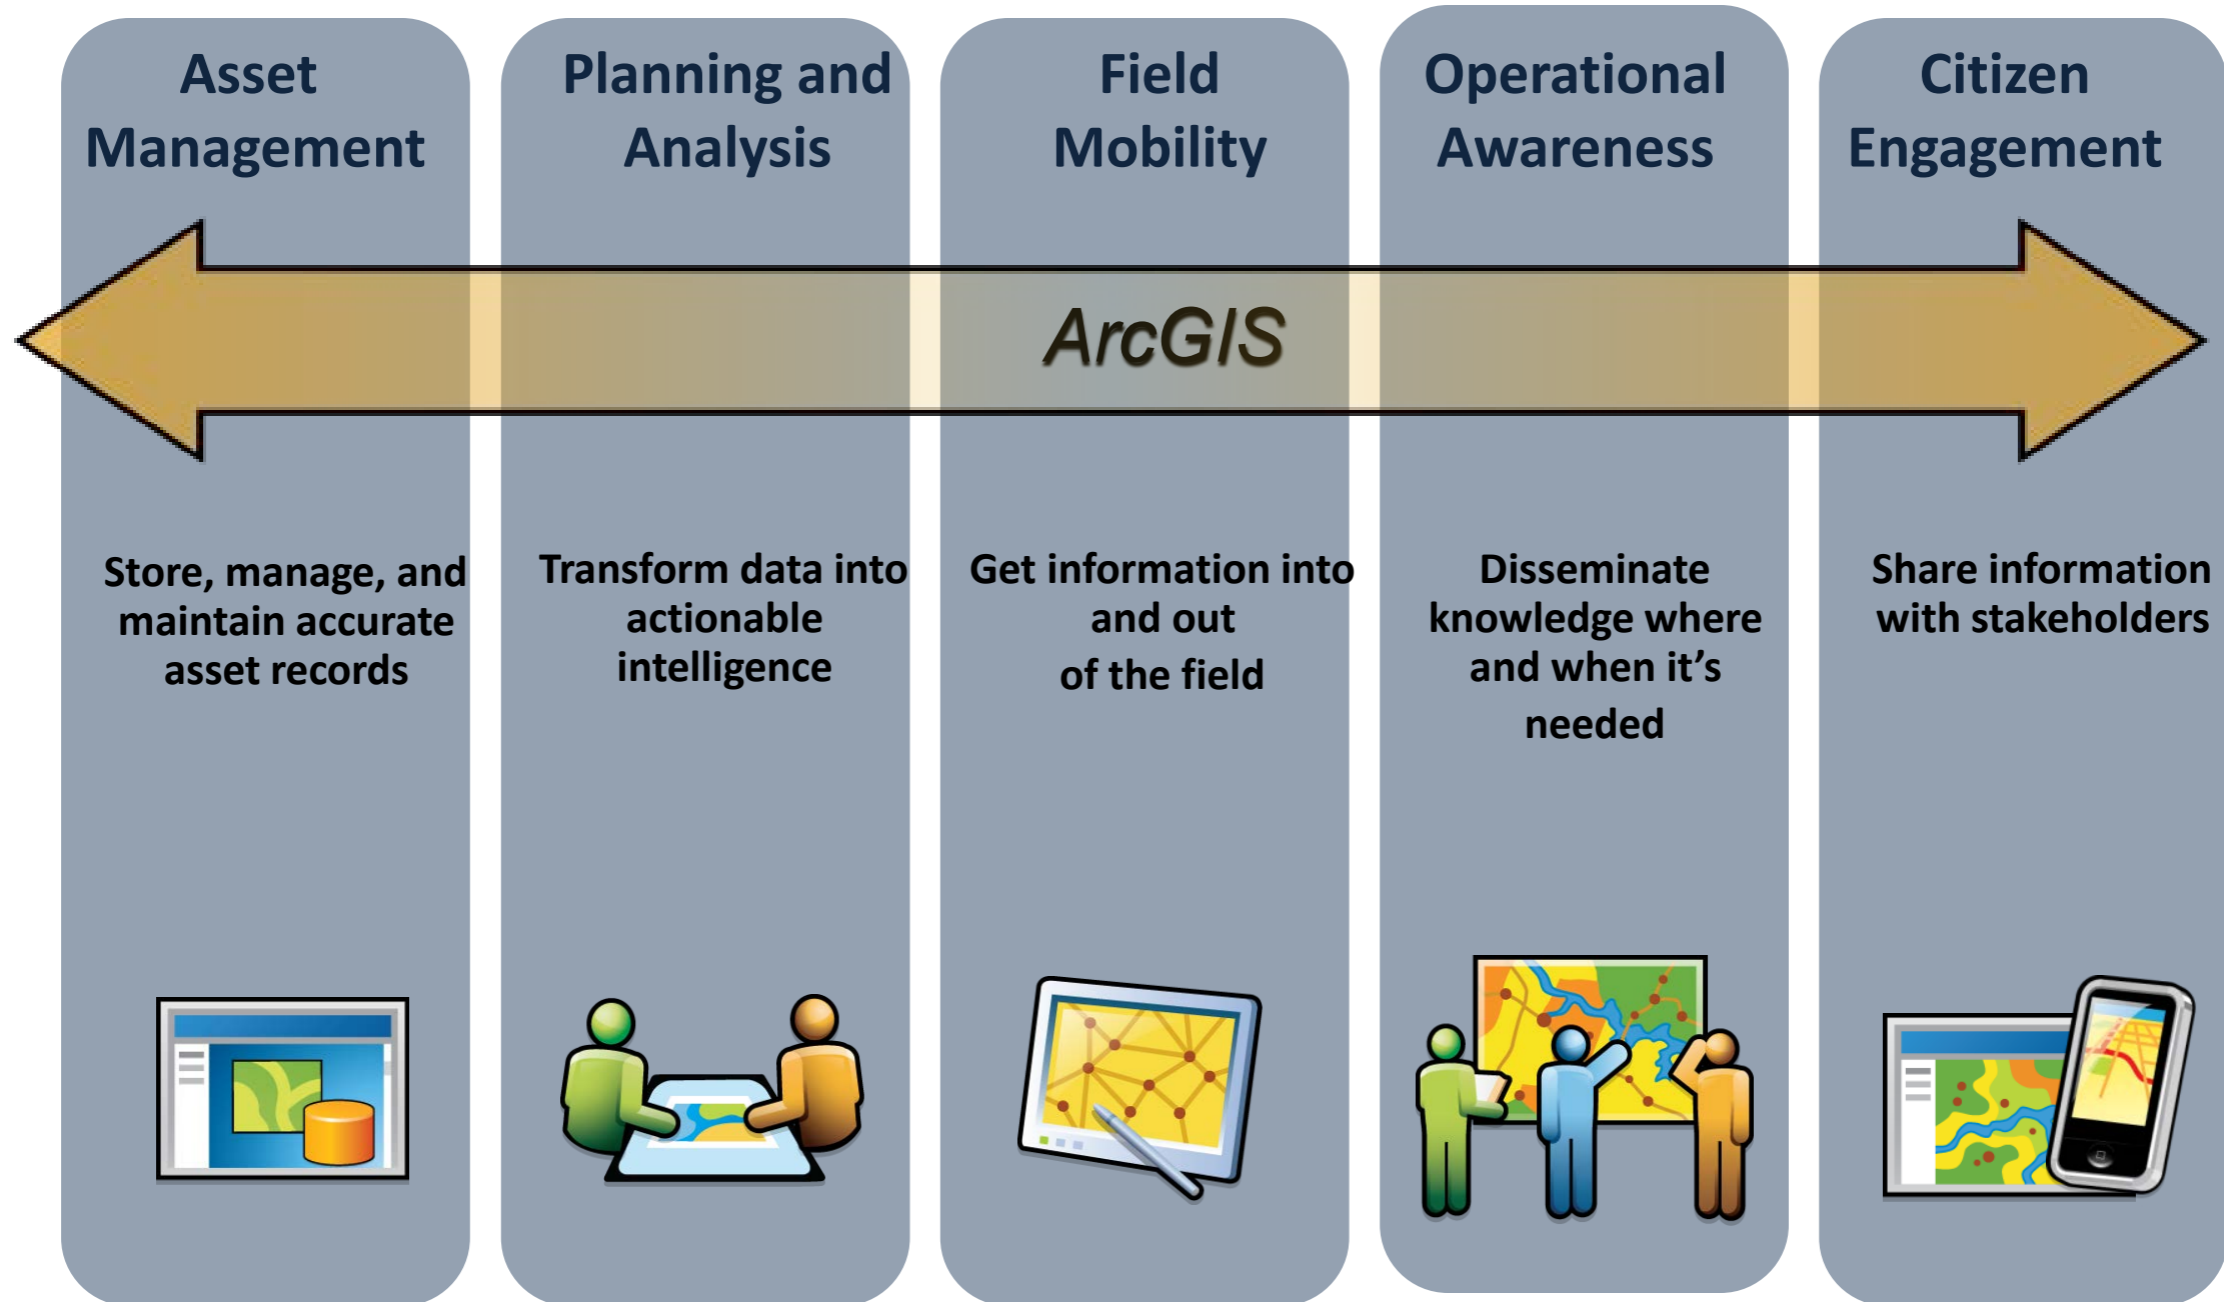 Asset
Management
Planning and
Analysis
Field
Mobility
Operational
Awareness
Citizen
Engagement
ArcGIS
Store, manage, and
maintain accurate
asset records
Transform data into
actionable
intelligence
Get information into
and out
of the field
Disseminate
knowledge where
and when it’s
needed
Share information
with stakeholders